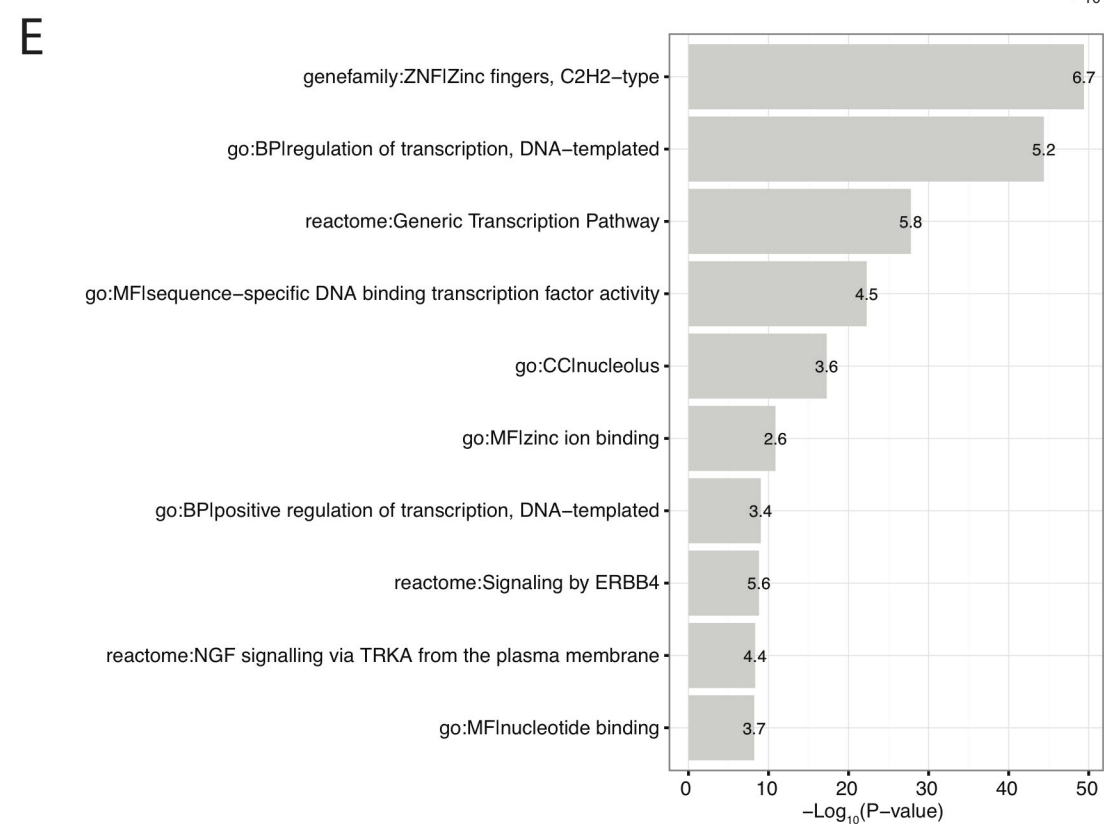 10
E
genefamily:ZNF|Zinc fingers, C2H2−type
6.7
go:BP|regulation of transcription, DNA−templated
5.2
reactome:Generic Transcription Pathway
5.8
go:MF|sequence−specific DNA binding transcription factor activity
4.5
go:CC|nucleolus
3.6
go:MF|zinc ion binding
2.6
go:BP|positive regulation of transcription, DNA−templated
3.4
reactome:Signaling by ERBB4
5.6
reactome:NGF signalling via TRKA from the plasma membrane
4.4
go:MF|nucleotide binding
3.7
0 10 20 30 40 50
−Log10(P−value)